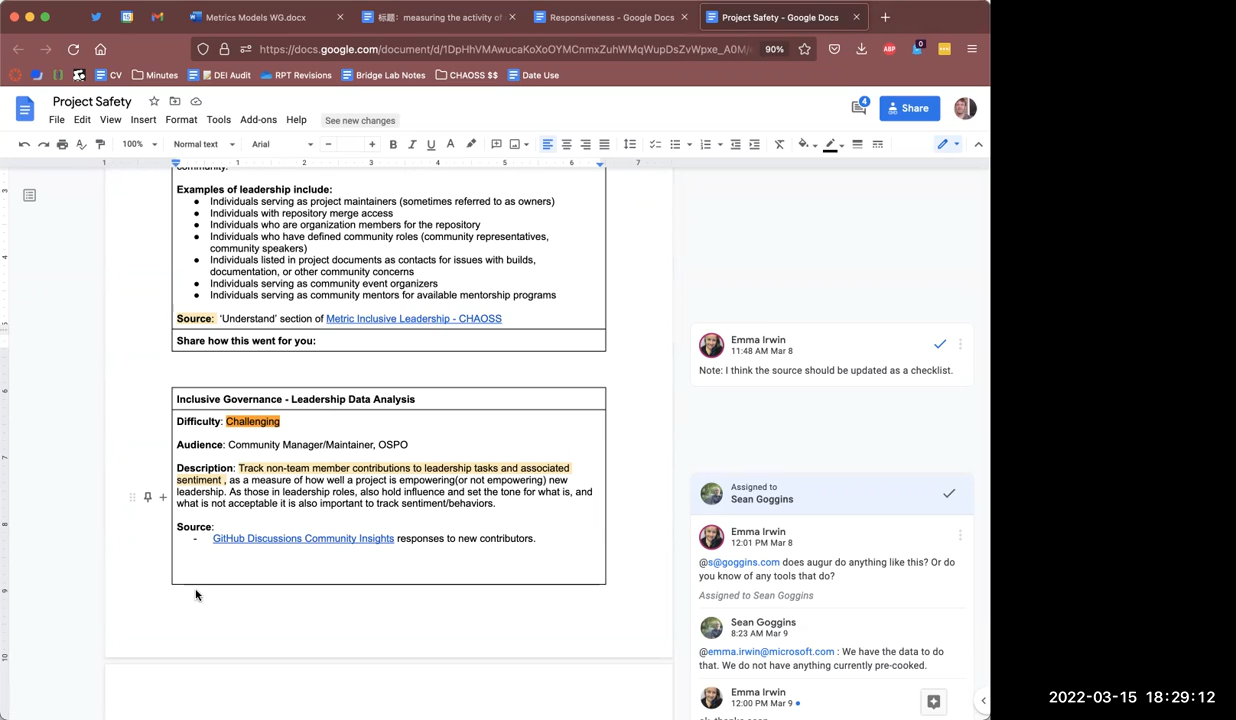 Metrics Models WG.docx
标题：measuring the activity of
Responsiveness - Google Docs
Project Safety - Google Docs
https://docs.google.com/document/d/1DpHhVMAwucaKoXoOYMCnmxZuhWMqWupDsZvWpxe_A0M/
90%
ABP
0
CV
Minutes
DEI Audit
RPT Revisions
Bridge Lab Notes
CHAOSS $$
Date Use
Project Safety
File Edit View Insert Format Tools Add-ons Help
See new changes
4
Share
100%
Normal text
Arial
1 1 2 3 4 5 6 7
community.
Examples of leadership include:
● Individuals serving as project maintainers (sometimes referred to as owners)
● Individuals with repository merge access
● Individuals who are organization members for the repository
● Individuals who have defined community roles (community representatives,
community speakers)
● Individuals listed in project documents as contacts for issues with builds,
documentation, or other community concerns
● Individuals serving as community event organizers
● Individuals serving as community mentors for available mentorship programs
Source: 'Understand' section of Metric Inclusive Leadership - CHAOSS
Share how this went for you:
Inclusive Governance - Leadership Data Analysis
Difficulty: Challenging
Audience: Community Manager/Maintainer, OSPO
Description: Track non-team member contributions to leadership tasks and associated
sentiment , as a measure of how well a project is empowering(or not empowering) new
leadership. As those in leadership roles, also hold influence and set the tone for what is, and
what is not acceptable it is also important to track sentiment/behaviors.
Source:
- GitHub Discussions Community Insights responses to new contributors.
Emma Irwin
11:48 AM Mar 8
Note: I think the source should be updated as a checklist.
Assigned to
Sean Goggins
Emma Irwin
12:01 PM Mar 8
@s@goggins.com does augur do anything like this? Or do
you know of any tools that do?
Assigned to Sean Goggins
Sean Goggins
8:23 AM Mar 9
@emma.irwin@microsoft.com : We have the data to do
that. We do not have anything currently pre-cooked.
Emma Irwin
12:00 PM Mar 9
2022-03-15 18:29:12